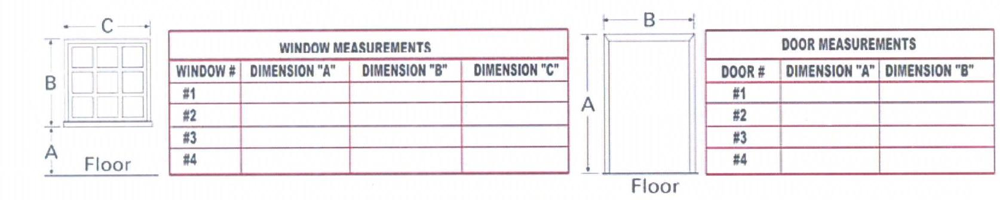 C
B
A
Floor
WINDOW MEASUREMENTS
WINDOW # DIMENSION "A" DIMENSION "B" DIMENSION "C"
#1
#2
#3
#4
B
A
Floor
DOOR MEASUREMENTS
DOOR # DIMENSION "A" DIMENSION "B"
#1
#2
#3
#4